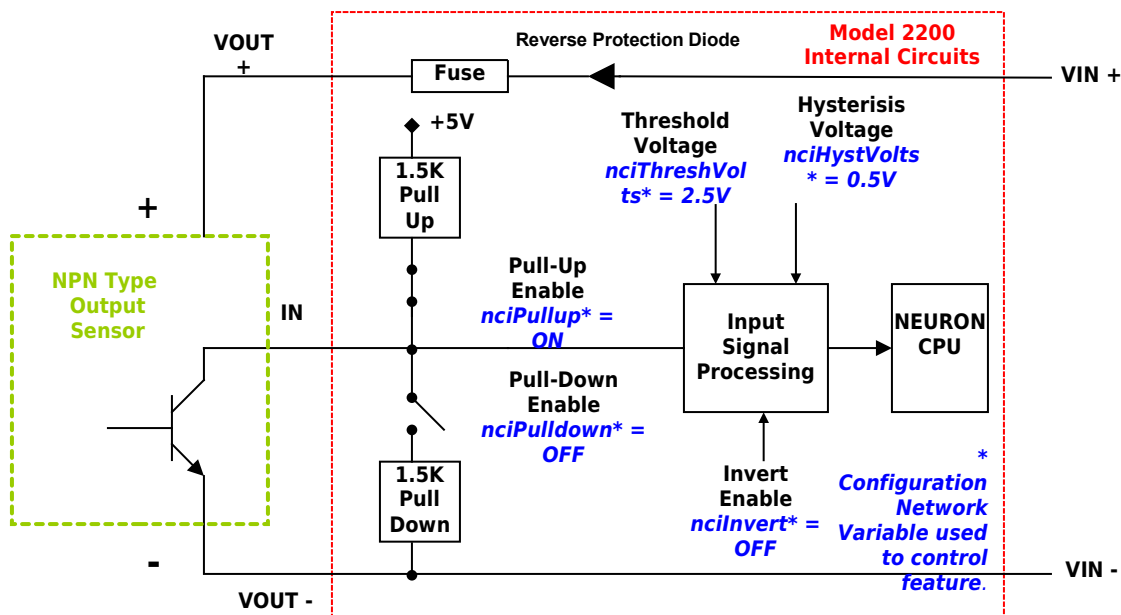 VOUT
+
Reverse Protection Diode
Model 2200
Internal Circuits
Fuse
VIN +
+5V
Threshold
Voltage
nciThreshVol
ts* = 2.5V
Hysterisis
Voltage
nciHystVolts
* = 0.5V
1.5K
Pull
Up
+
NPN Type
Output
Sensor
IN
Pull-Up
Enable
nciPullup* =
ON
Input
Signal
Processing
NEURON
CPU
Pull-Down
Enable
nciPulldown* =
OFF
1.5K
Pull
Down
Invert
Enable
nciInvert* =
OFF
*
Configuration
Network
Variable used
to control
feature.
-
VOUT -
VIN -